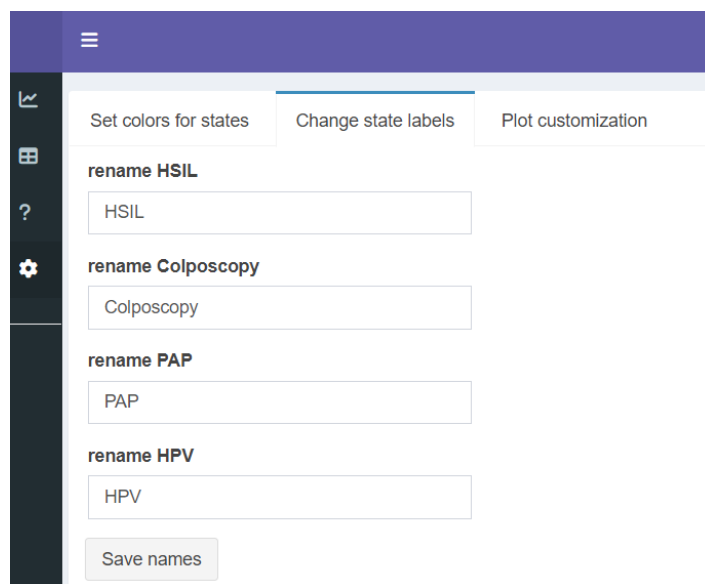 Set colors for states Change state labels Plot customization
rename HSIL
HSIL
rename Colposcopy
Colposcopy
rename PAP
PAP
rename HPV
HPV
Save names